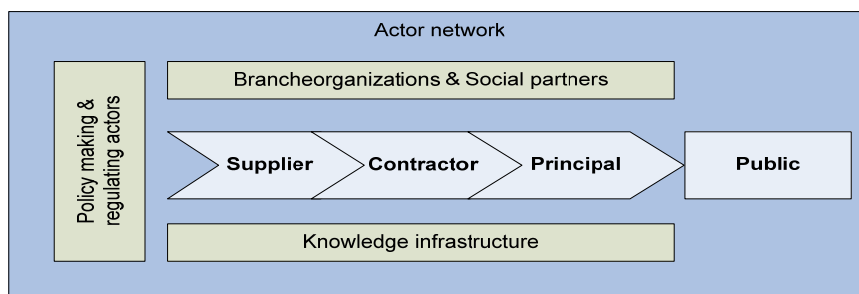 Actor network
Policy making &
regulating actors
Brancheorganizations & Social partners
Supplier
Contractor
Principal
Public
Knowledge infrastructure